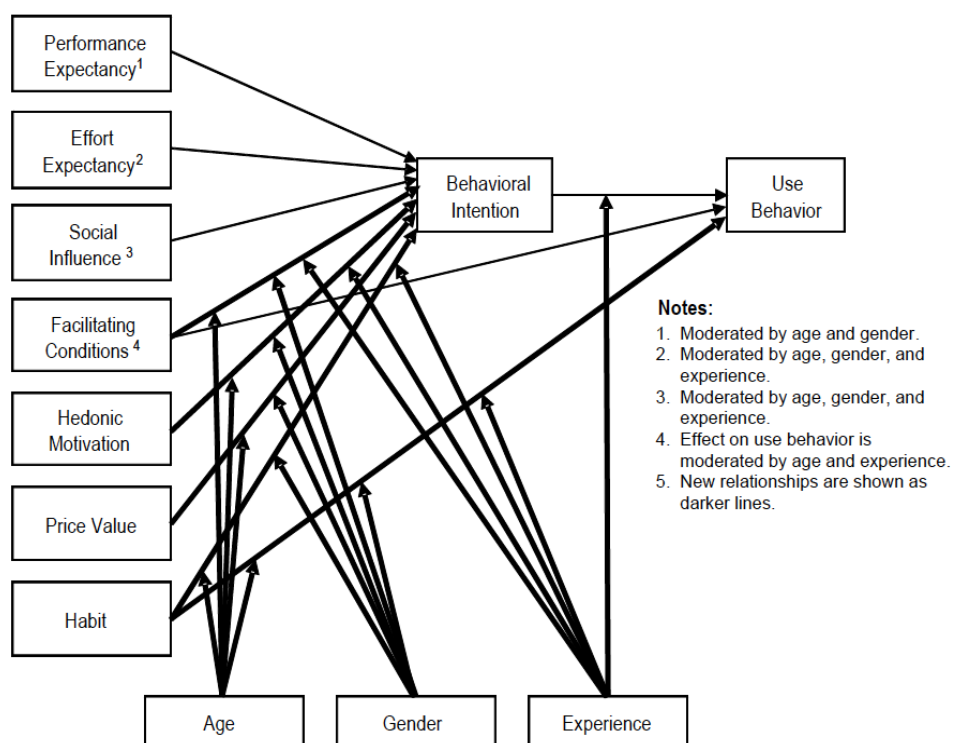 Performance
Expectancy1
Effort
Expectancy2
Social
Influence 3
Facilitating
Conditions 4
Hedonic
Motivation
Price Value
Habit
Behavioral
Intention
Use
Behavior
Notes:
1. Moderated by age and gender.
2. Moderated by age, gender, and
experience.
3. Moderated by age, gender, and
experience.
4. Effect on use behavior is
moderated by age and experience.
5. New relationships are shown as
darker lines.
Age
Gender
Experience